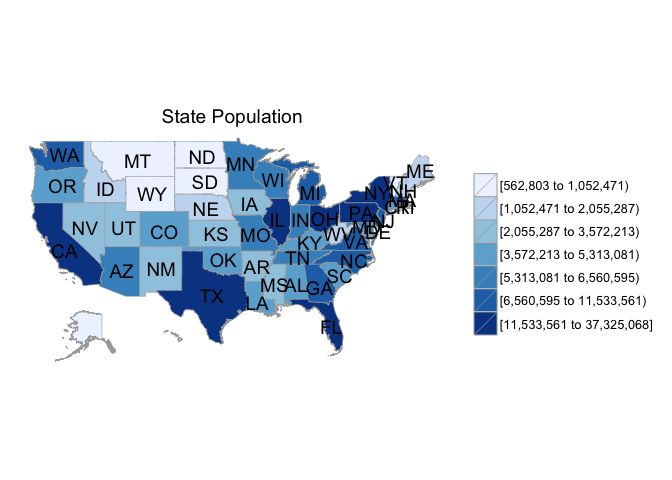 State Population
WA
MT
ND
MN
ME
OR
ID
SD
WI
MI
VT
NH
NY
WY
NE
IA
PA
NV
UT
CO
KS
MO
IL
IN
OH
NJ
WV
VA
DE
CA
AZ
NM
OK
KY
TN
NC
AR
SC
TX
MS
AL
GA
LA
FL
[562,803 to 1,052,471)
[1,052,471 to 2,055,287)
[2,055,287 to 3,572,213)
[3,572,213 to 5,313,081)
[5,313,081 to 6,560,595)
[6,560,595 to 11,533,561)
[11,533,561 to 37,325,068]